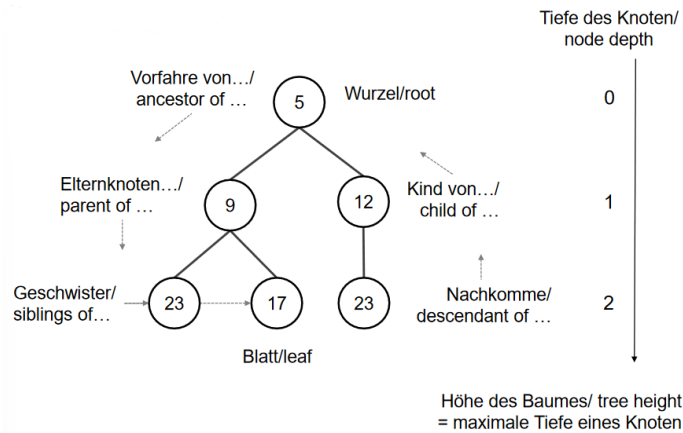 Tiefe des Knoten/
node depth
Vorfahre von.../
ancestor of ...
5
Wurzel/root
0
Elternknoten.../
parent of ...
9
12
Kind von.../
child of ...
1
Geschwister/
siblings of...
23
17
23
Nachkomme/
descendant of ...
2
Blatt/leaf
Höhe des Baumes/ tree height
= maximale Tiefe eines Knoten